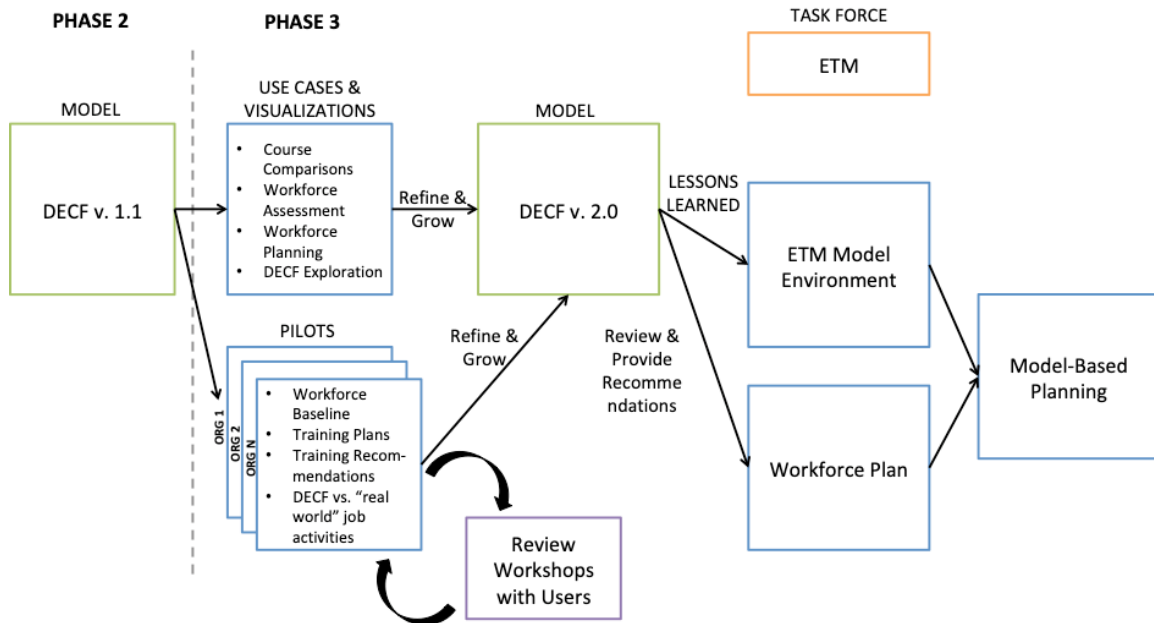 PHASE 2
PHASE 3
TASK FORCE
ETM
MODEL
DECF v. 1.1
USE CASES &
VISUALIZATIONS
• Course
Comparisons
• Workforce
Assessment
• Workforce
Planning
• DECF Exploration
Refine &
Grow
MODEL
DECF v. 2.0
LESSONS
LEARNED
ETM Model
Environment
PILOTS
ORG 1
ORG 2
ORG N
• Workforce
Baseline
• Training Plans
• Training Recom-
mendations
• DECF vs. “real
world” job
activities
Refine &
Grow
Review &
Provide
Recomme
ndations
Workforce Plan
Model-Based
Planning
Review
Workshops
with Users